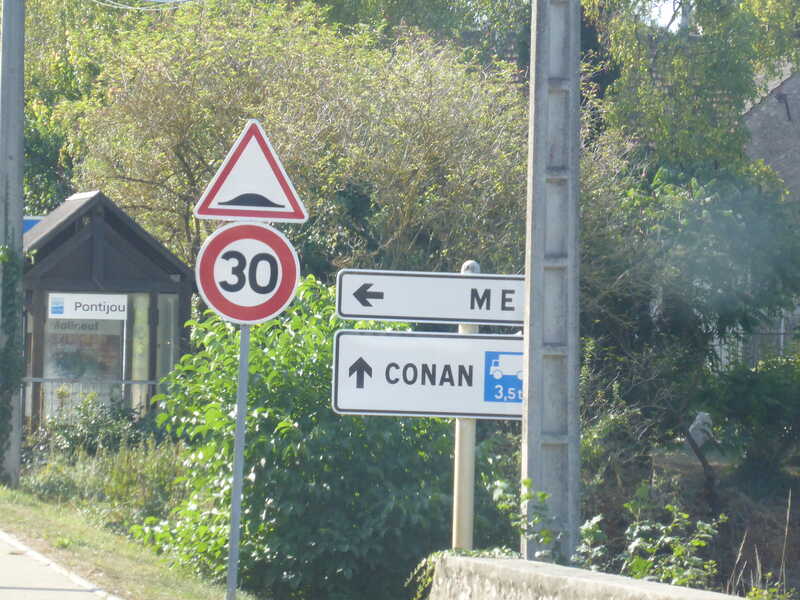 30
ME
CONAN
3,5t
Pontijou